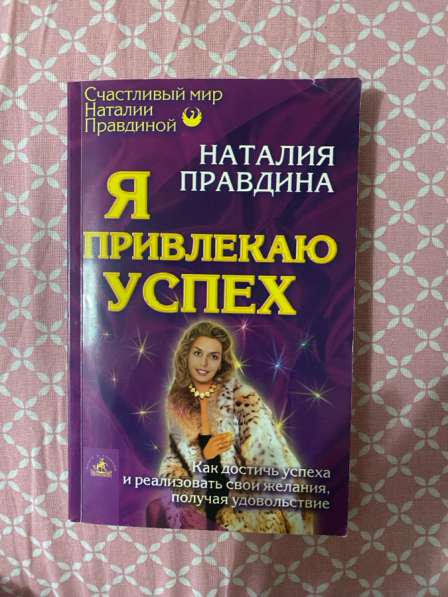 Счастливый мир
Наталии
Правдиной
НАТАЛИЯ
ПРАВДИНА
Я
ПРИВЛЕКАЮ
УСПЕХ
Как достичь успеха
и реализовать свои желания,
получая удовольствие